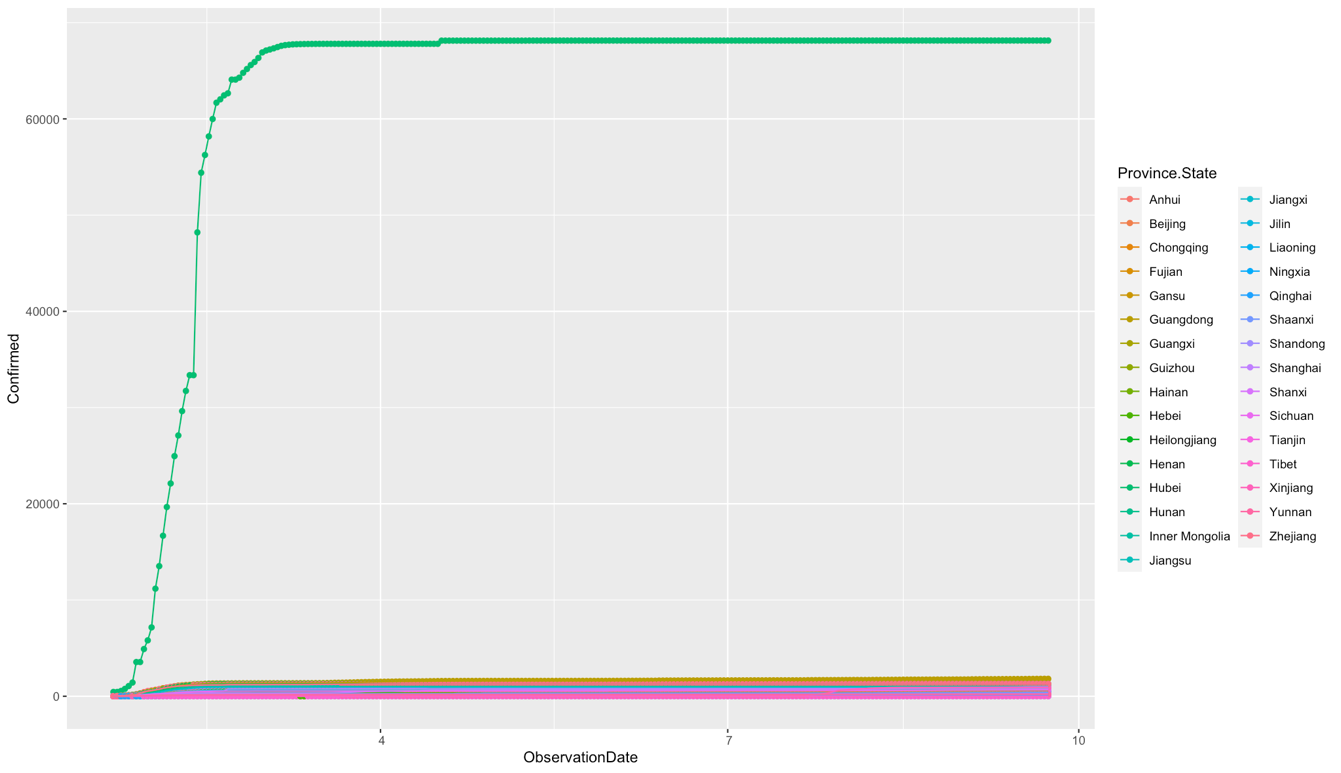 Confirmed
60000
40000
20000
0
4
7
10
ObservationDate
Province.State
Anhui
Beijing
Chongqing
Fujian
Gansu
Guangdong
Guangxi
Guizhou
Hainan
Hebei
Heilongjiang
Henan
Hubei
Hunan
Inner Mongolia
Jiangsu
Jiangxi
Jilin
Liaoning
Ningxia
Qinghai
Shaanxi
Shandong
Shanghai
Shanxi
Sichuan
Tianjin
Tibet
Xinjiang
Yunnan
Zhejiang